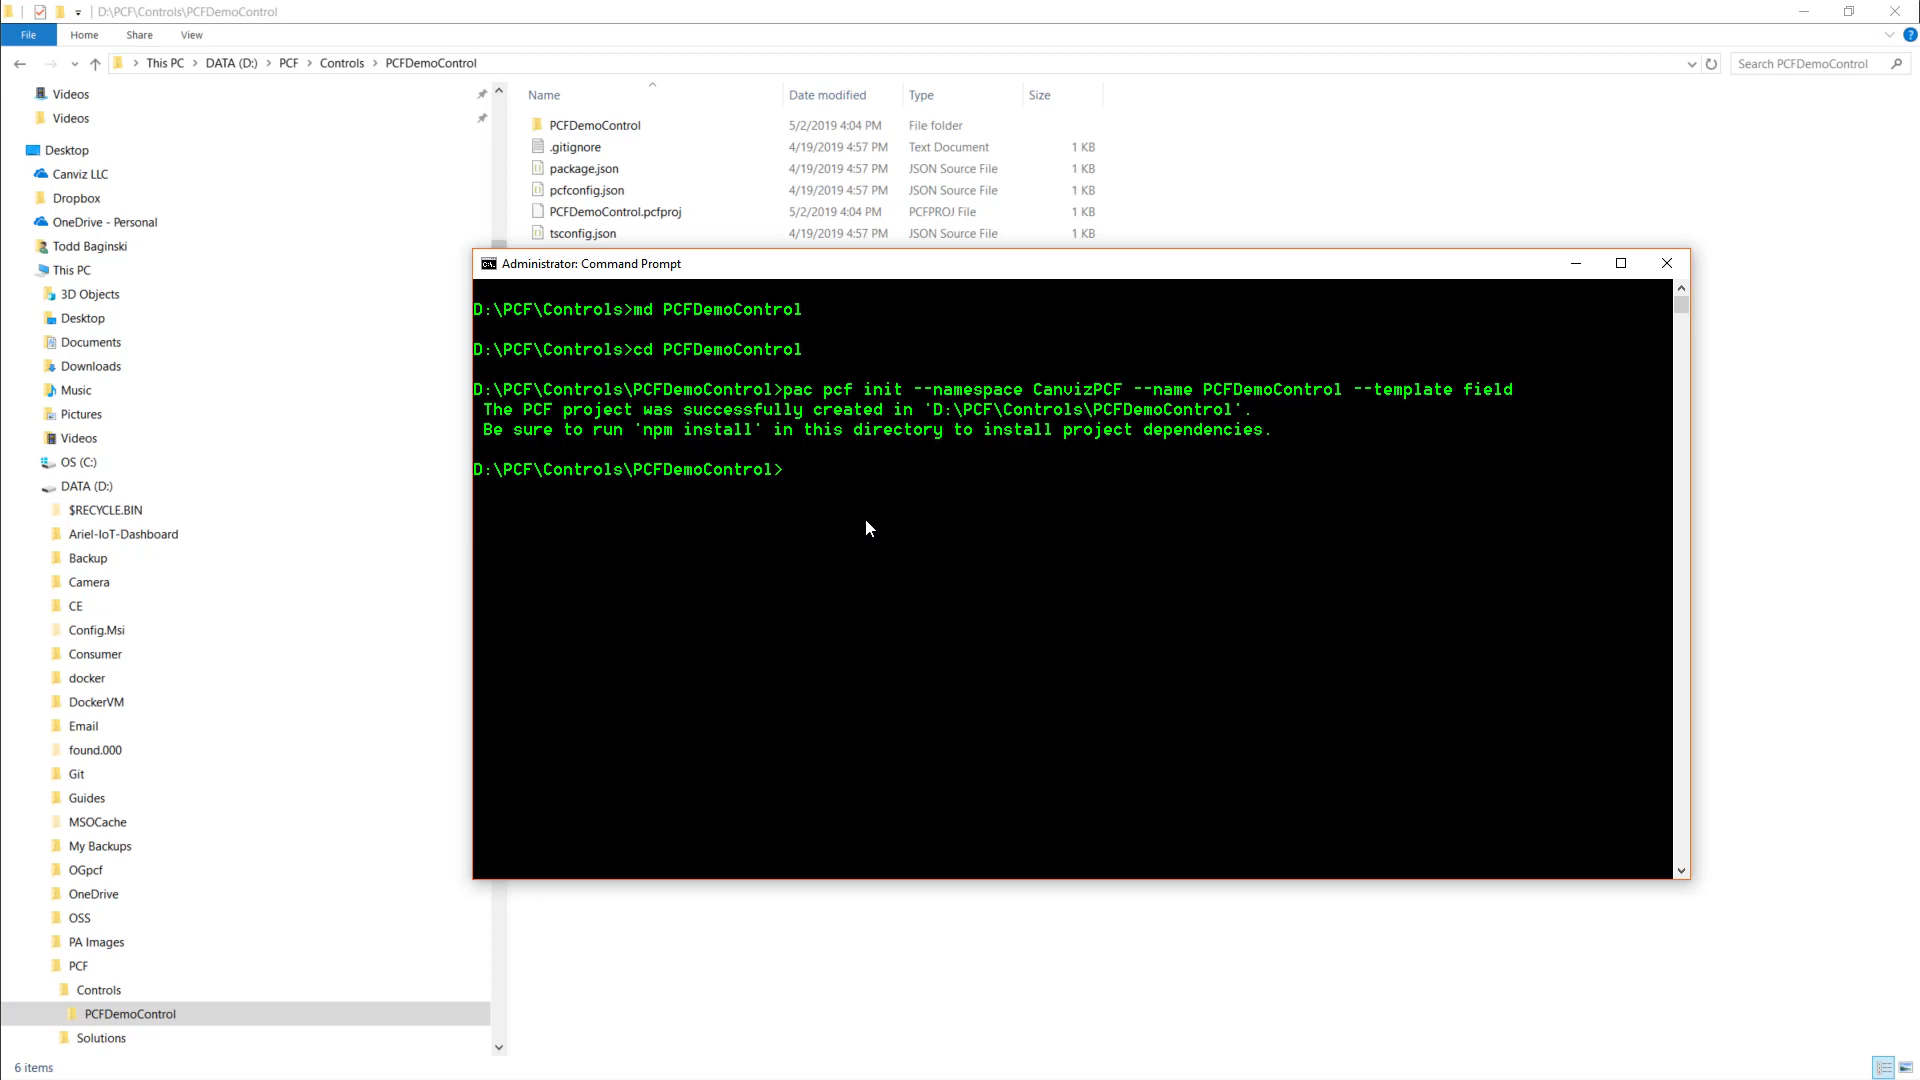 D:\PCF\Controls\PCFDemoControl
File
Home
Share
View
This PC > DATA (D:) > PCF > Controls > PCFDemoControl
Search PCFDemoControl
Videos
Videos
Desktop
Canviz LLC
Dropbox
OneDrive - Personal
Todd Baginski
This PC
3D Objects
Desktop
Documents
Downloads
Music
Pictures
Videos
OS (C:)
DATA (D:)
$RECYCLE.BIN
Ariel-IoT-Dashboard
Backup
Camera
CE
Config.Msi
Consumer
docker
DockerVM
Email
found.000
Git
Guides
MSOCache
My Backups
OGpcf
OneDrive
OSS
PA Images
PCF
Controls
PCFDemoControl
Solutions
6 items
Name Date modified Type Size
PCFDemoControl 5/2/2019 4:04 PM File folder
.gitignore 4/19/2019 4:57 PM Text Document 1 KB
package.json 4/19/2019 4:57 PM JSON Source File 1 KB
pcfconfig.json 4/19/2019 4:57 PM JSON Source File 1 KB
PCFDemoControl.pcfproj 5/2/2019 4:04 PM PCFPROJ File 1 KB
tsconfig.json 4/19/2019 4:57 PM JSON Source File 1 KB
Administrator: Command Prompt
D:\PCF\Controls>md PCFDemoControl
D:\PCF\Controls>cd PCFDemoControl
D:\PCF\Controls\PCFDemoControl>pac pcf init --namespace CanvizPCF --name PCFDemoControl --template field
The PCF project was successfully created in 'D:\PCF\Controls\PCFDemoControl'.
Be sure to run 'npm install' in this directory to install project dependencies.
D:\PCF\Controls\PCFDemoControl>